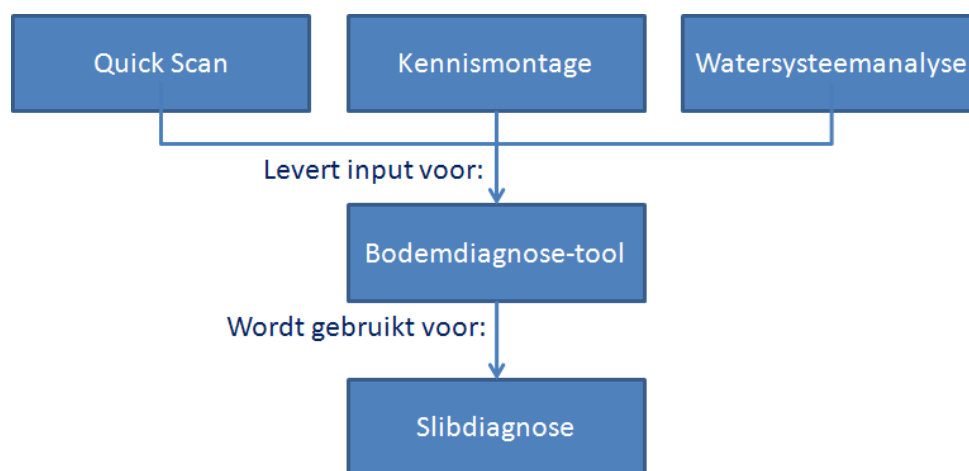 Quick Scan
Kennismontage
Watersysteemanalyse
Levert input voor:
Bodemdiagnose-tool
Wordt gebruikt voor:
Slibdiagnose